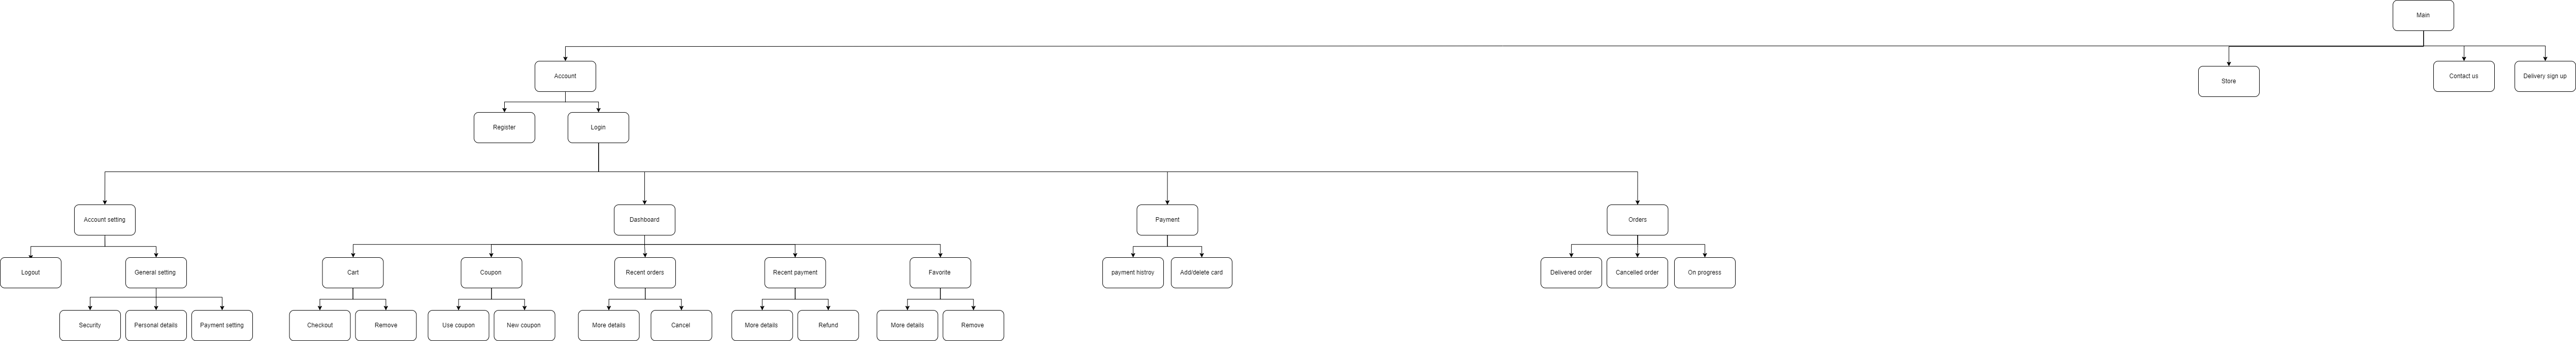 Main
Account
Store
Contact us
Delivery sign up
Register
Login
Account setting
Dashboard
Payment
Orders
Logout
General setting
Cart
Coupon
Recent orders
Recent payment
Favorite
payment histroy
Add/delete card
Delivered order
Cancelled order
On progress
Security
Personal details
Payment setting
Checkout
Remove
Use coupon
New coupon
More details
Cancel
More details
Refund
More details
Remove